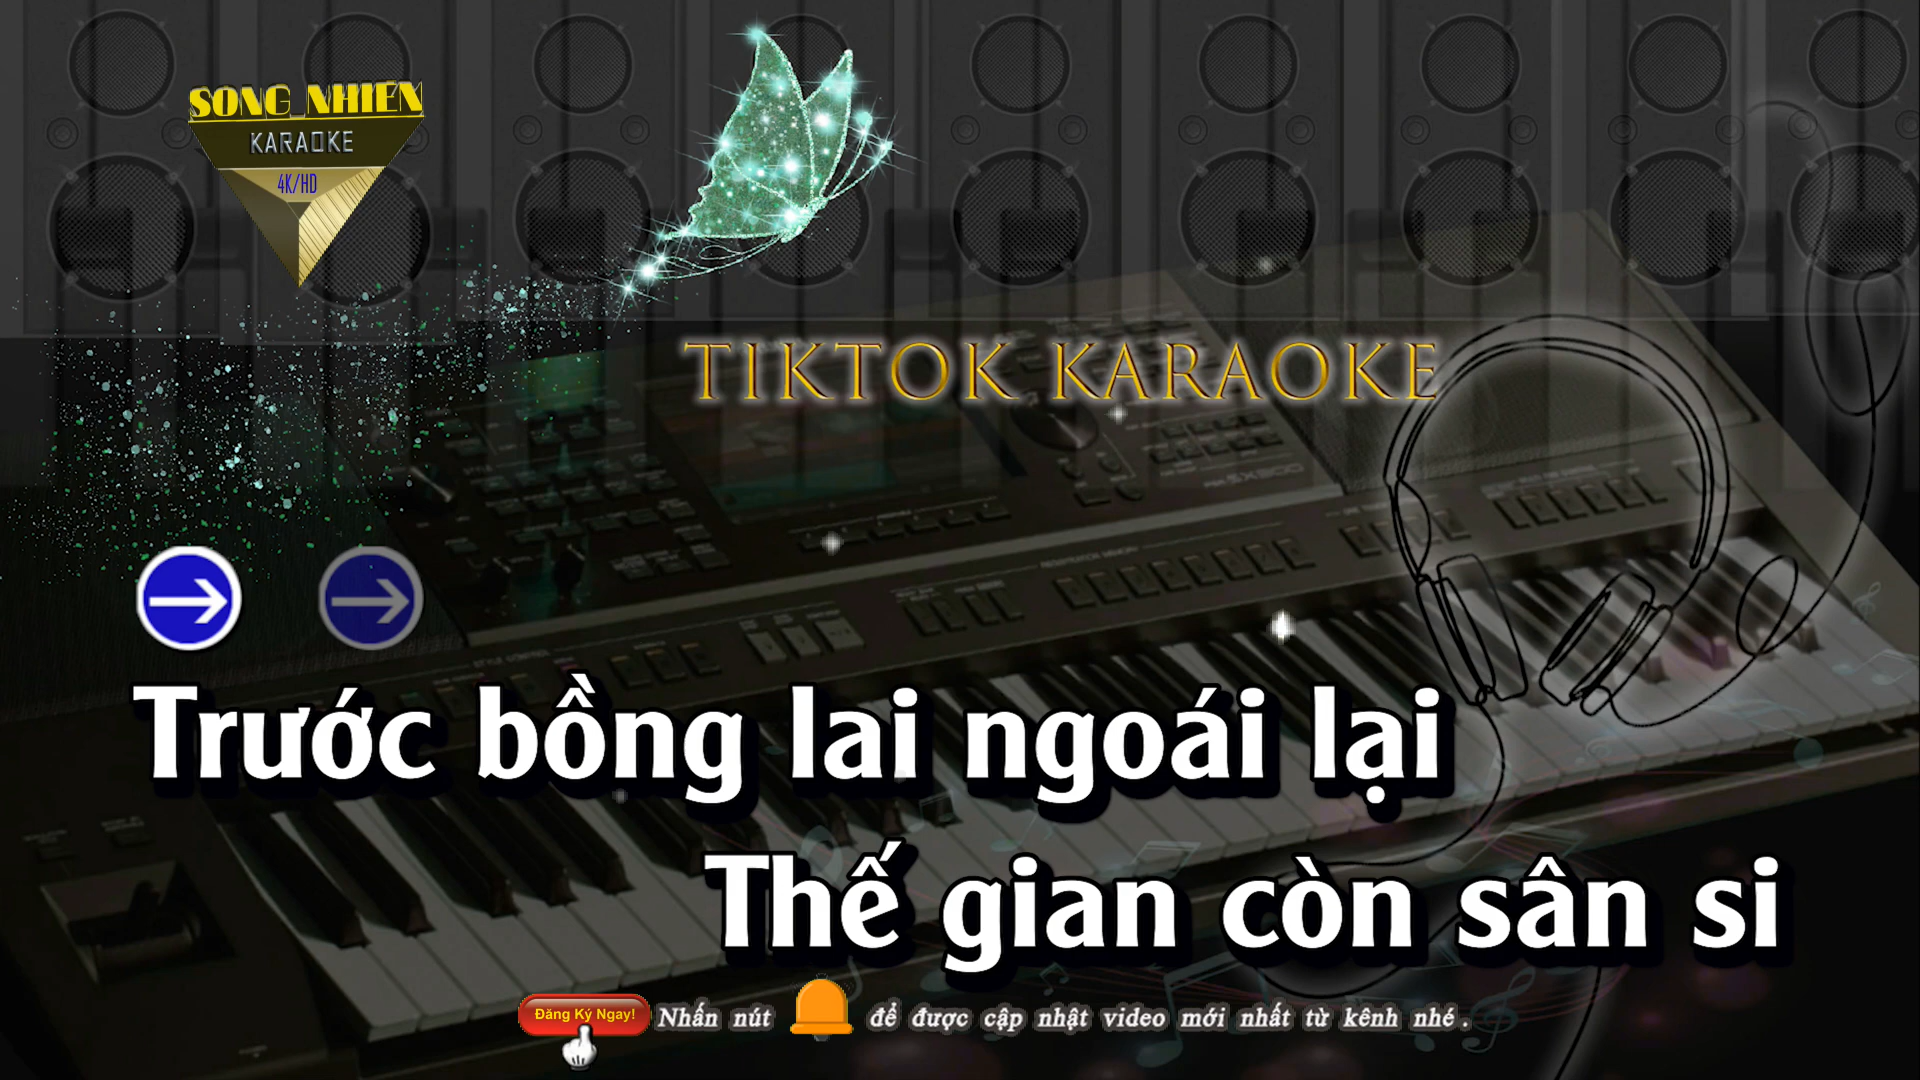 SONG_NHIEN
KARAOKE
4K/HD
TIKTOK KARAOKE
Trước bồng lai ngoái lại
Thế gian còn sân si
Đăng Ký Ngay! Nhấn nút để được cập nhật video mới nhất từ kênh nhé .